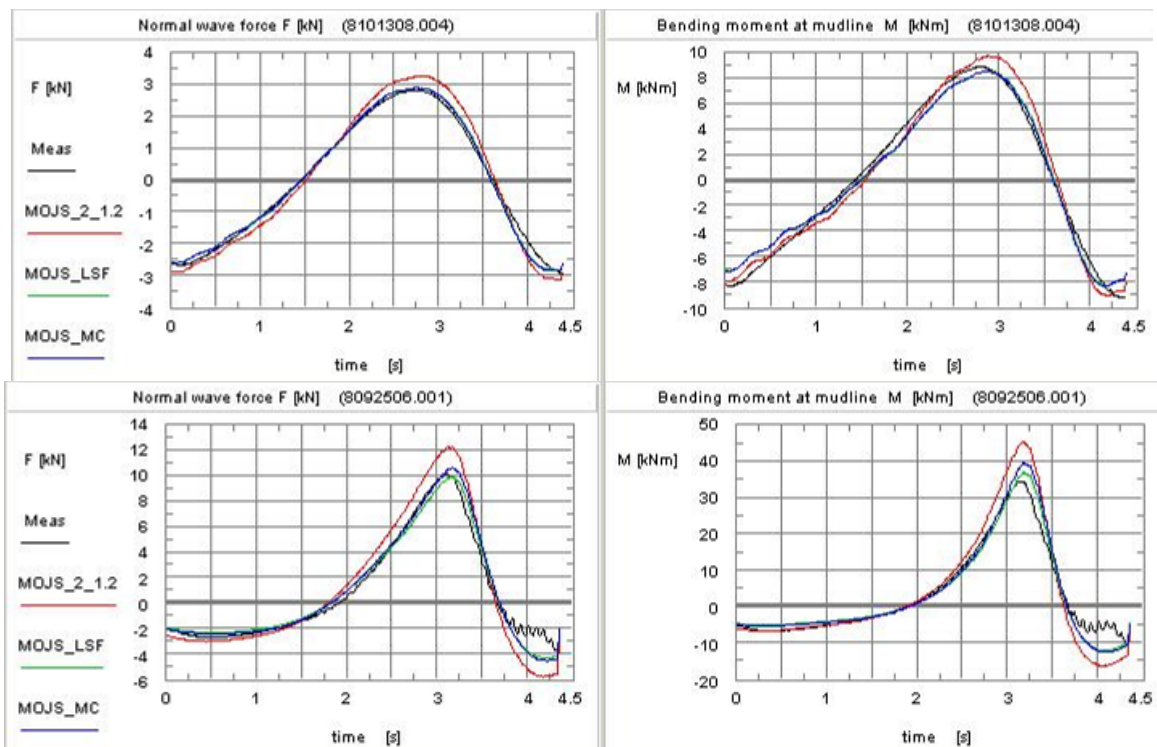 Normal wave force F [kN] (8101308.004)
F [kN]
Meas
MOJS_2_1.2
MOJS_LSF
MOJS_MC
4
3
2
1
0
-1
-2
-3
-4
0 1 2 3 4 4.5
time [s]
Bending moment at mudline M [kNm] (8101308.004)
M [kNm]
10
8
6
4
2
0
-2
-4
-6
-8
-10
0 1 2 3 4 4.5
time [s]
Normal wave force F [kN] (8092506.001)
F [kN]
Meas
MOJS_2_1.2
MOJS_LSF
MOJS_MC
14
12
10
8
6
4
2
0
-2
-4
-6
0 1 2 3 4 4.5
time [s]
Bending moment at mudline M [kNm] (8092506.001)
M [kNm]
50
40
30
20
10
0
-10
-20
0 1 2 3 4 4.5
time [s]